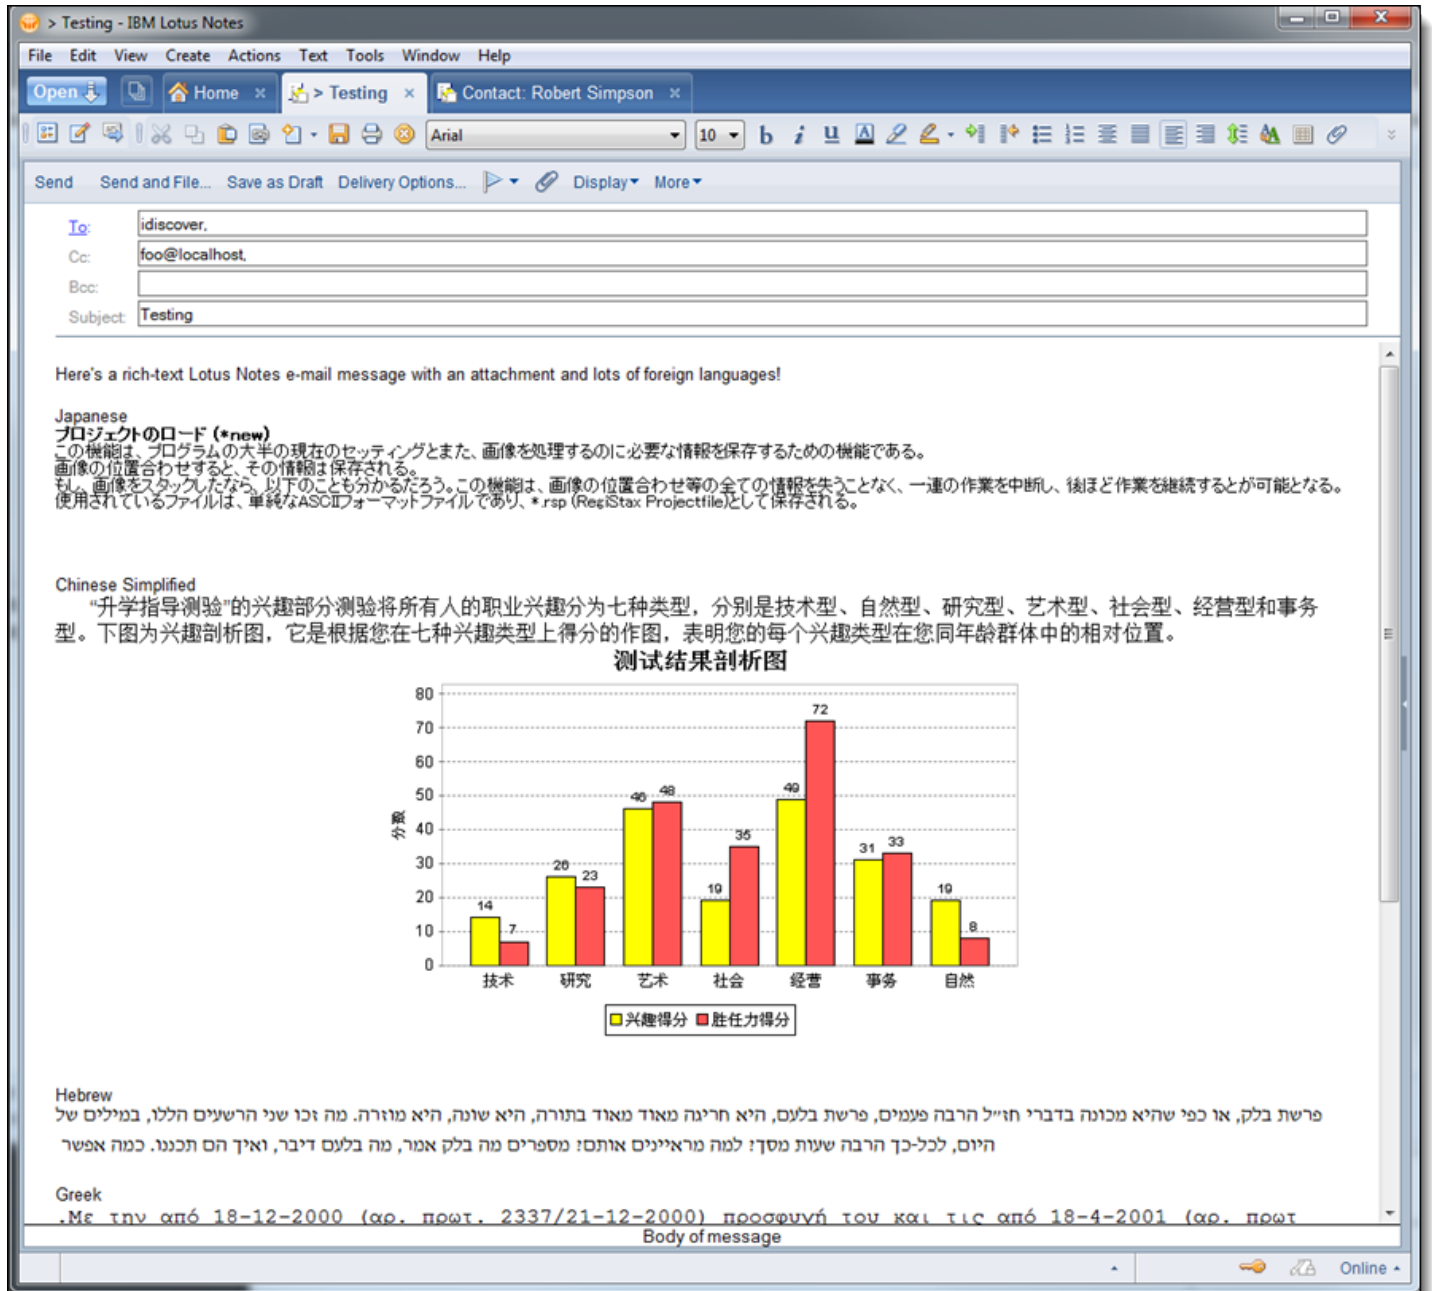 > Testing - IBM Lotus Notes
File Edit View Create Actions Text Tools Window Help
Open Home > Testing Contact: Robert Simpson
Arial 10 b i u A
Send Send and File... Save as Draft Delivery Options... Display More
To: idiscover,
Cc: foo@localhost,
Bcc:
Subject: Testing
Here's a rich-text Lotus Notes e-mail message with an attachment and lots of foreign languages!
Japanese
プロジェクトのロード (*new)
この機能は、プログラムの大半の現在のセッティングとまた、画像を処理するのに必要な情報を保存するための機能である。
画像の位置合わせすると、その情報は保存される。
もし、画像をスタックしたなら、以下のことも分かるだろう。この機能は、画像の位置合わせ等の全ての情報を失うことなく、一連の作業を中断し、後ほど作業を継続するとが可能となる。
使用されているファイルは、単純なASCIIフォーマットファイルであり、*.rsp (RegiStax Projectfile)として保存される。
Chinese Simplified
“升学指导测验”的兴趣部分测验将所有人的职业兴趣分为七种类型，分别是技术型、自然型、研究型、艺术型、社会型、经营型和事务
型。下图为兴趣剖析图，它是根据您在七种兴趣类型上得分的作图，表明您的每个兴趣类型在您同年龄群体中的相对位置。
测试结果剖析图
80
70
60
50
40
30
20
10
0
分数
14 7 26 23 46 48 19 35 49 72 31 33 19 8
技术 研究 艺术 社会 经营 事务 自然
兴趣得分 胜任力得分
Hebrew
פרשת בלק, או כפי שהיא מכונה בדברי חז״ל הרבה פעמים, פרשת בלעם, היא חריגה מאוד מאוד בתורה, היא שונה, היא מוזרה. מה זכו שני הרשעים הללו, במילים של
היום, לכל-כך הרבה שעות מסך? למה מראיינים אותם? מספרים מה בלק אמר, מה בלעם דיבר, ואיך הם תכננו. כמה אפשר
Greek
.Με την από 18-12-2000 (αρ. πρωτ. 2337/21-12-2000) προσφυγή του και τις από 18-4-2001 (αρ. πρωτ
Body of message
Online